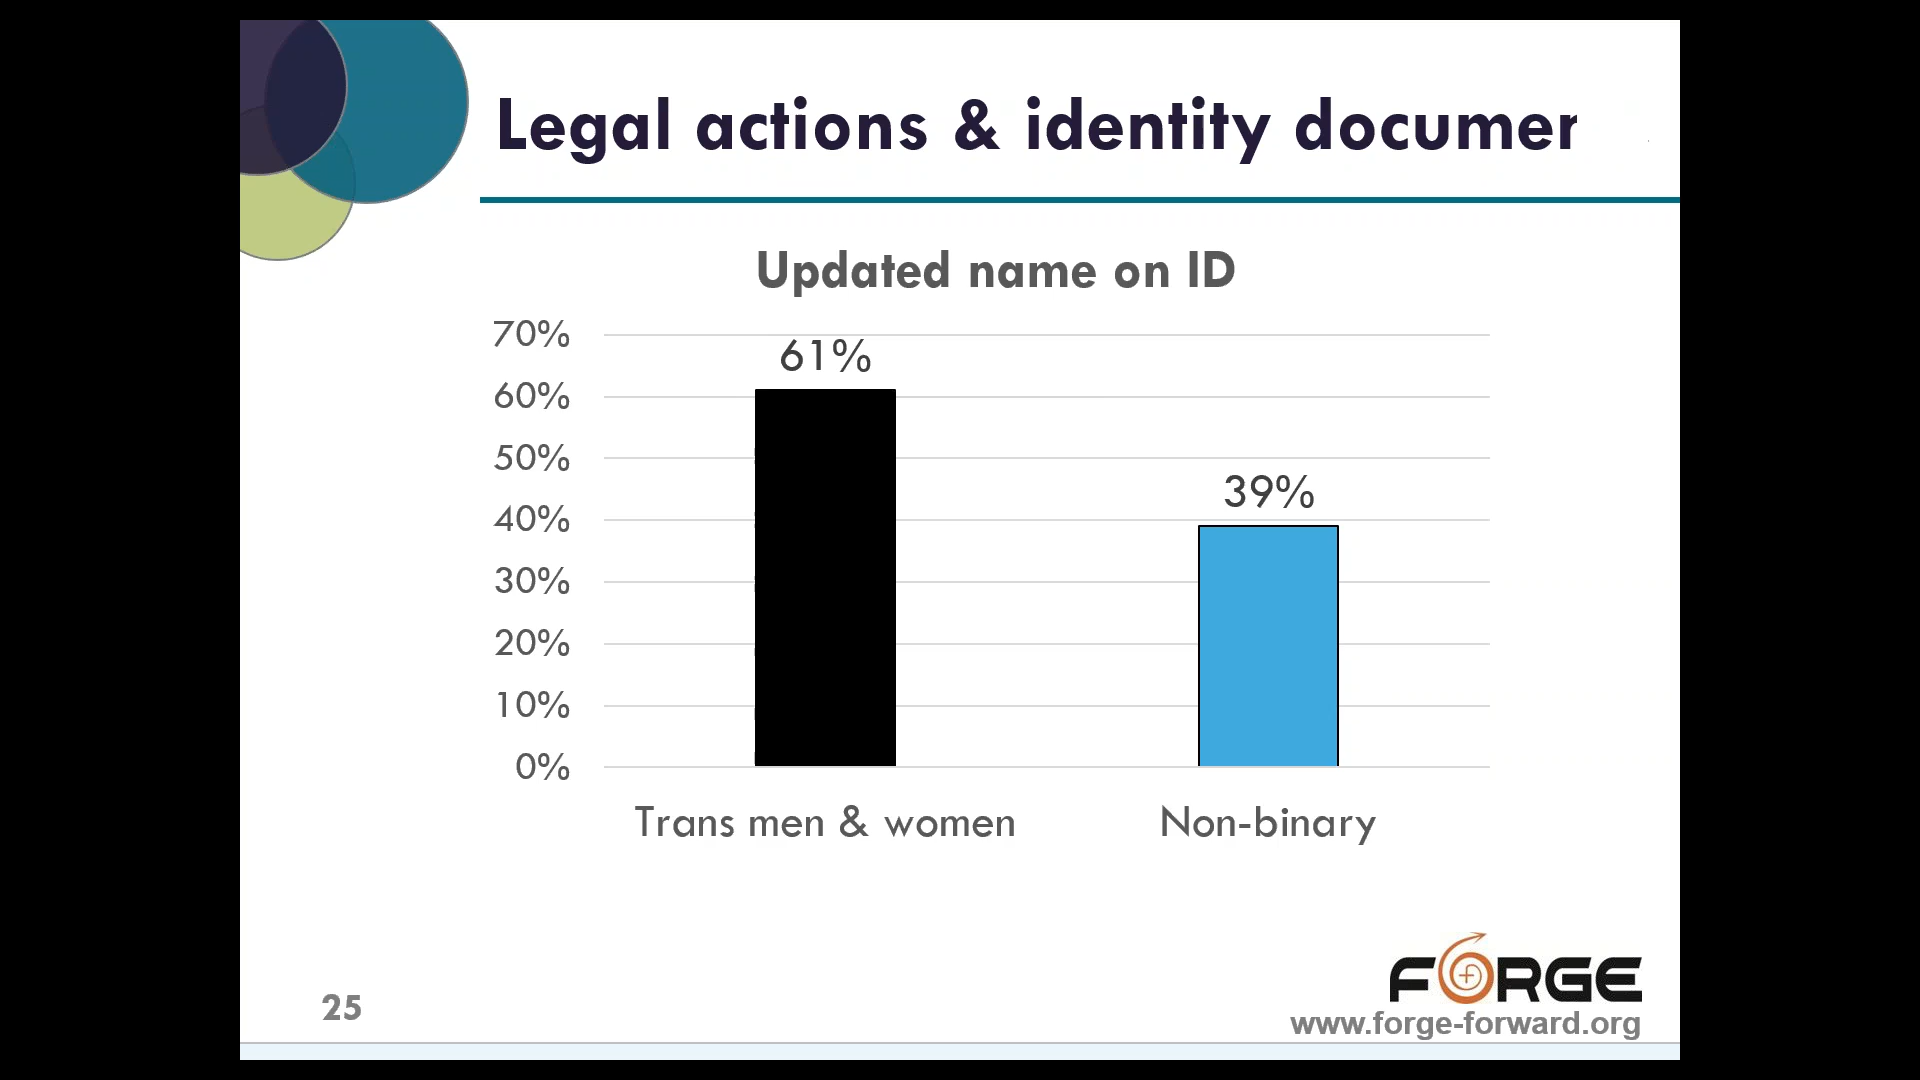 Legal actions & identity documen
Updated name on ID
70%
60%
50%
40%
30%
20%
10%
0%
61%
39%
Trans men & women
Non-binary
25
FORGE
www.forge-forward.org